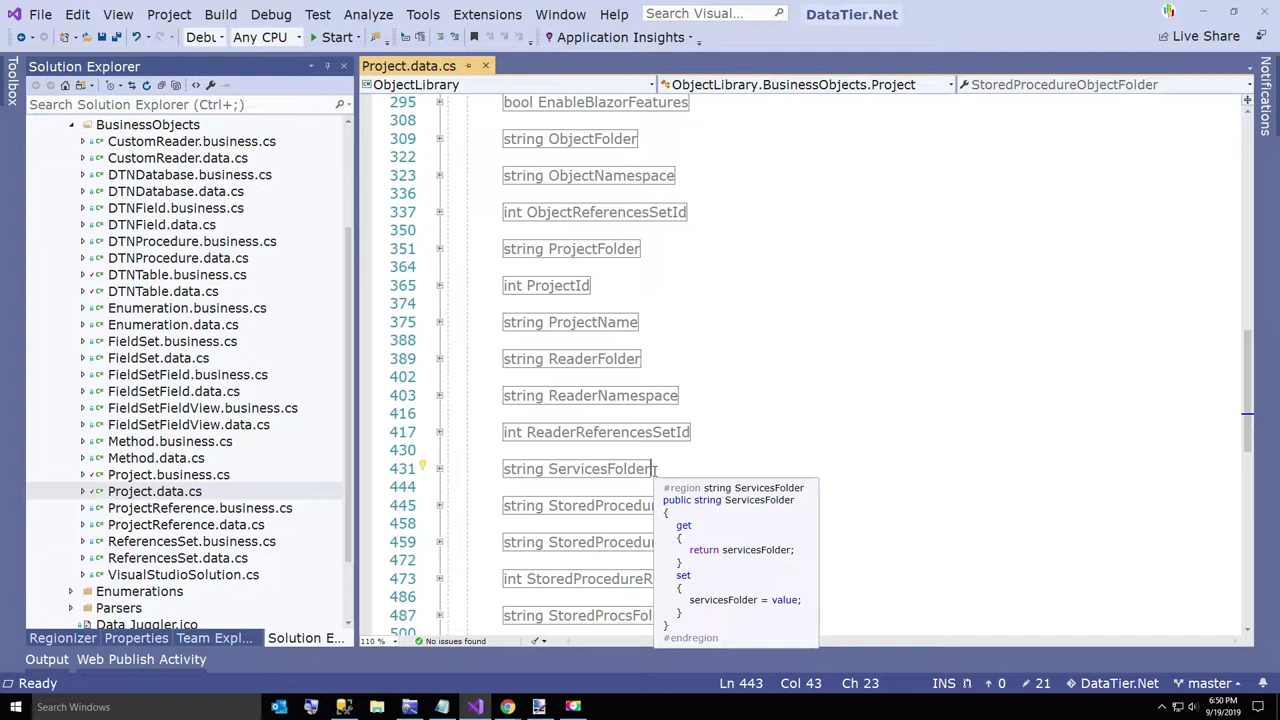 File Edit View Project Build Debug Test Analyze Tools Extensions Window Help Search Visual... DataTier.Net
Debu Any CPU Start Application Insights Live Share
Toolbox
Solution Explorer
Search Solution Explorer (Ctrl+;)
BusinessObjects
CustomReader.business.cs
CustomReader.data.cs
DTNDatabase.business.cs
DTNDatabase.data.cs
DTNField.business.cs
DTNField.data.cs
DTNProcedure.business.cs
DTNProcedure.data.cs
DTNTable.business.cs
DTNTable.data.cs
Enumeration.business.cs
Enumeration.data.cs
FieldSet.business.cs
FieldSet.data.cs
FieldSetField.business.cs
FieldSetField.data.cs
FieldSetFieldView.business.cs
FieldSetFieldView.data.cs
Method.business.cs
Method.data.cs
Project.business.cs
Project.data.cs
ProjectReference.business.cs
ProjectReference.data.cs
ReferencesSet.business.cs
ReferencesSet.data.cs
VisualStudioSolution.cs
Enumerations
Parsers
Data Juggler.ico
Regionizer Properties Team Expl... Solution E...
Project.data.cs
ObjectLibrary ObjectLibrary.BusinessObjects.Project StoredProcedureObjectFolder
295 bool EnableBlazorFeatures
308
309 string ObjectFolder
322
323 string ObjectNamespace
336
337 int ObjectReferencesSetId
350
351 string ProjectFolder
364
365 int ProjectId
374
375 string ProjectName
388
389 string ReaderFolder
402
403 string ReaderNamespace
416
417 int ReaderReferencesSetId
430
431 string ServicesFolder
444
445 string StoredProcedur
458
459 string StoredProcedur
472
473 int StoredProcedureR
486
487 string StoredProcsFol
500
#region string ServicesFolder
public string ServicesFolder
{
get
{
return servicesFolder;
}
set
{
servicesFolder = value;
}
}
#endregion
110 % No issues found
Notifications
Output Web Publish Activity
Ready Ln 443 Col 43 Ch 23 INS 0 21 DataTier.Net master
Search Windows
6:50 PM
9/19/2019